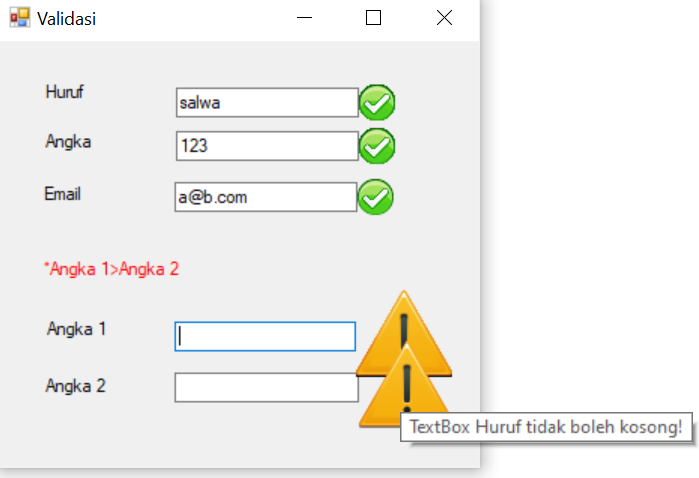 Validasi
Huruf
salwa
Angka
123
Email
a@b.com
*Angka 1>Angka 2
Angka 1
Angka 2
TextBox Huruf tidak boleh kosong!